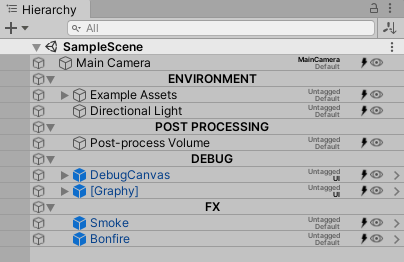 Hierarchy
All
SampleScene
Main Camera MainCamera
Default
ENVIRONMENT
Example Assets Untagged
Default
Directional Light Untagged
Default
POST PROCESSING
Post-process Volume Untagged
Default
DEBUG
DebugCanvas Untagged
UI
[Graphy] Untagged
UI
FX
Smoke Untagged
Default
Bonfire Untagged
Default